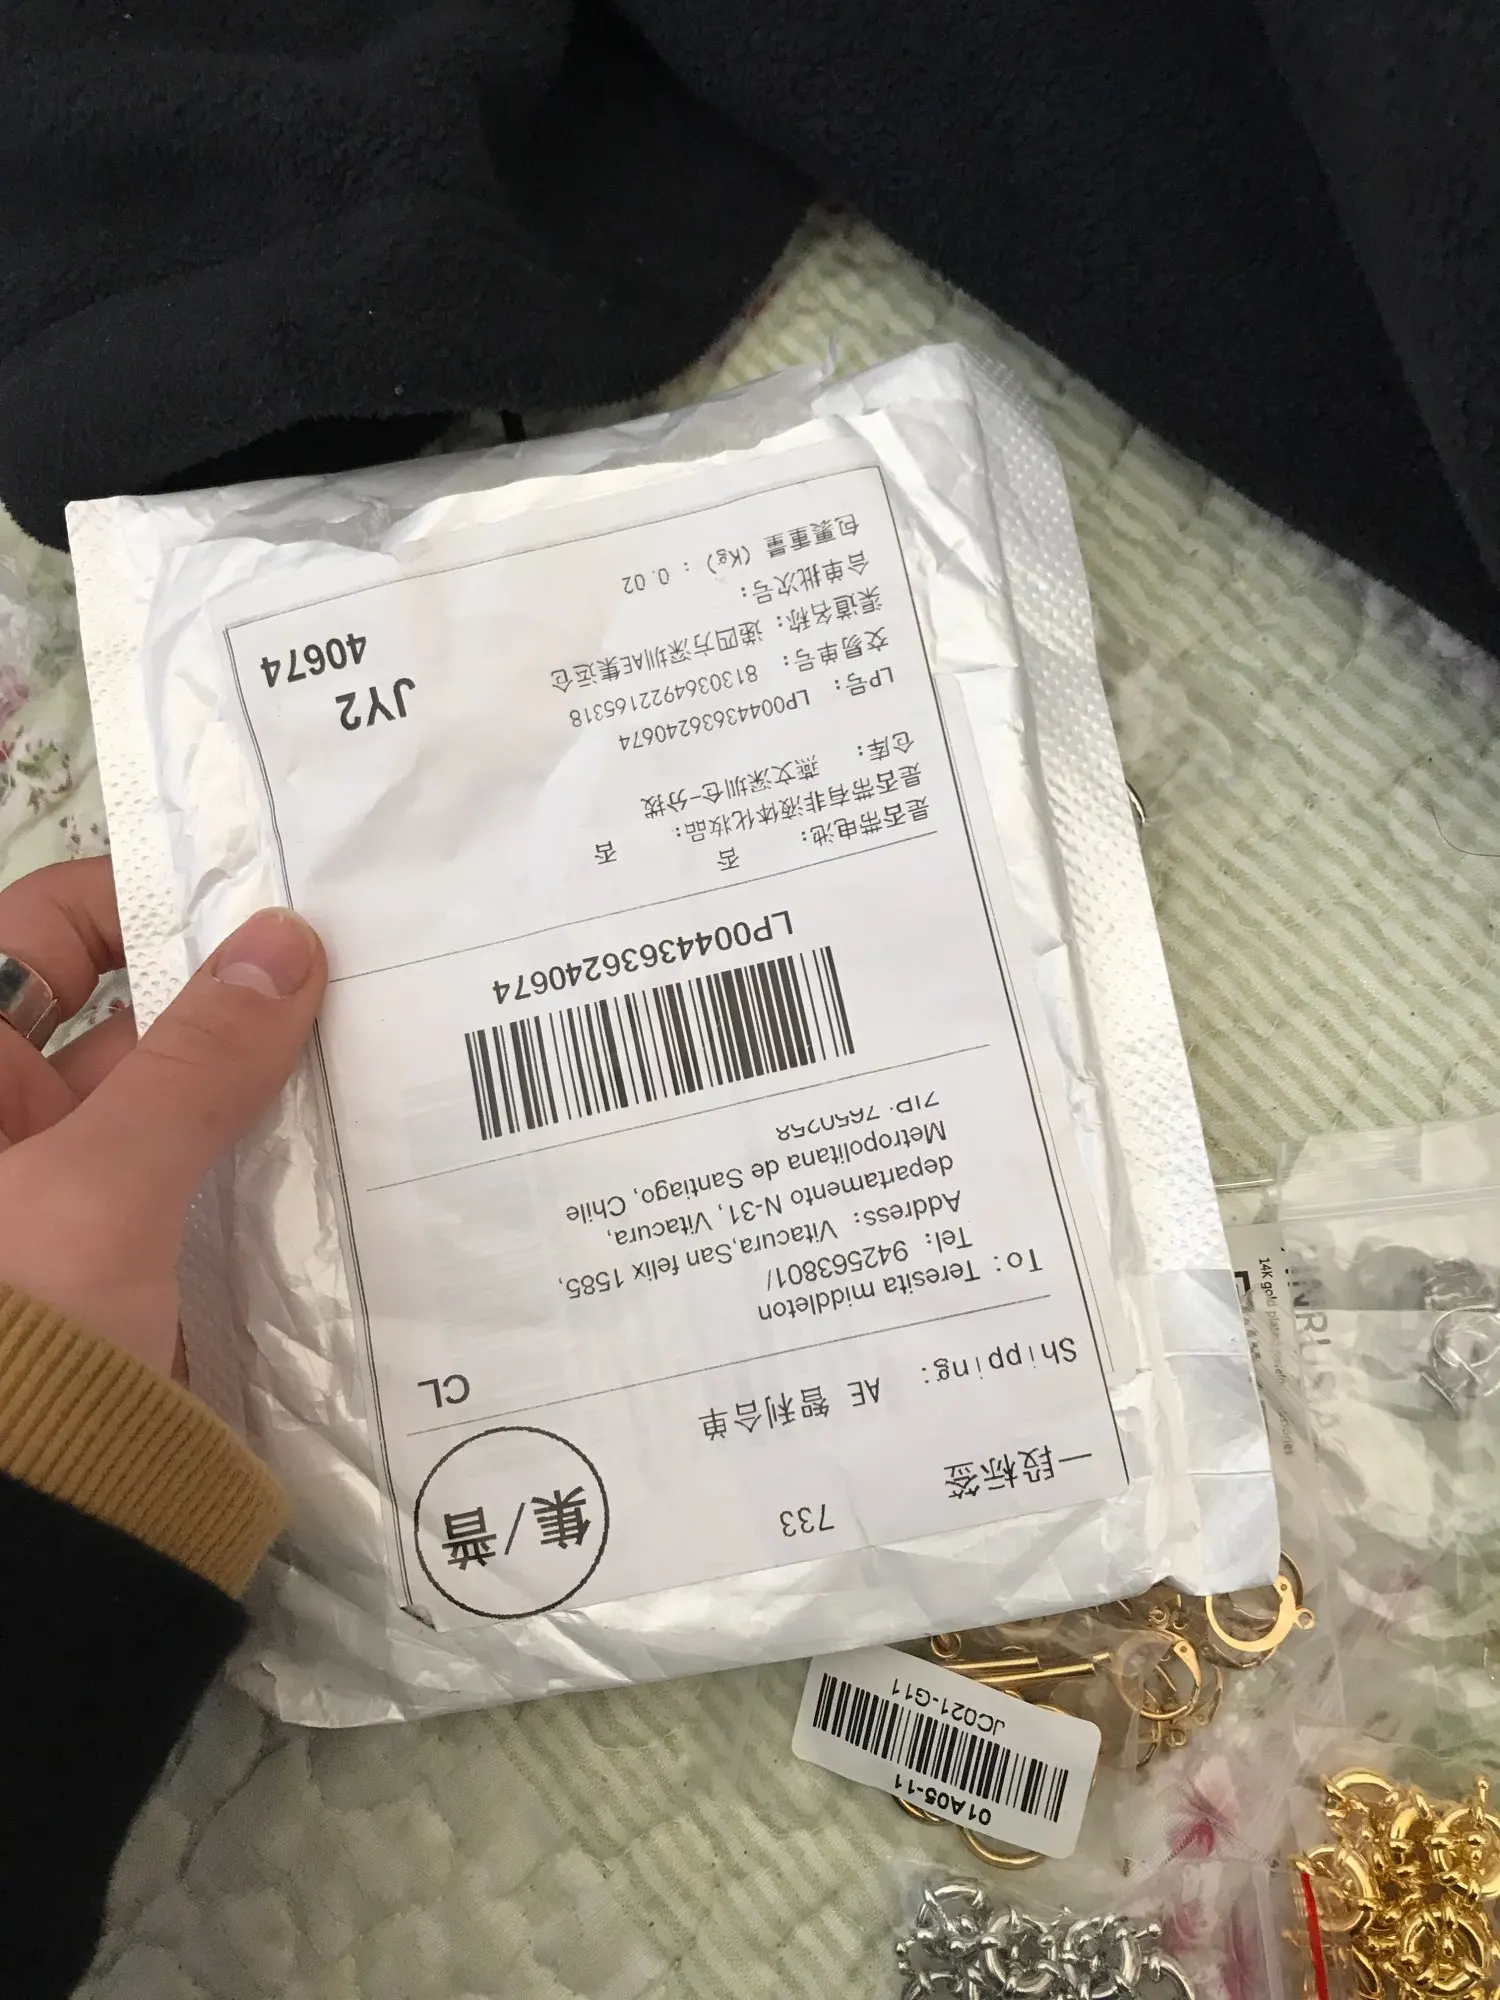 一段标签
733
集/普
Shipping:
AE 智利合单
CL
To: Teresita middleton
Tel: 942563801/
Address: Vitacura,San felix 1585,
departamento N-31, Vitacura,
Metropolitana de Santiago, Chile
ZIP: 7650258
LP00443636240674
是否带电池: 否
是否带有非液体化妆品: 否
仓库: 燕文深圳仓-分拨
LP号: LP00443636240674
交易单号: 8130364922165318
渠道名称: 递四方深圳AE集运仓
合单批次号:
包裹重量 (Kg) : 0.02
JY2
40674
01A05-11
JC021-G11
14K gold